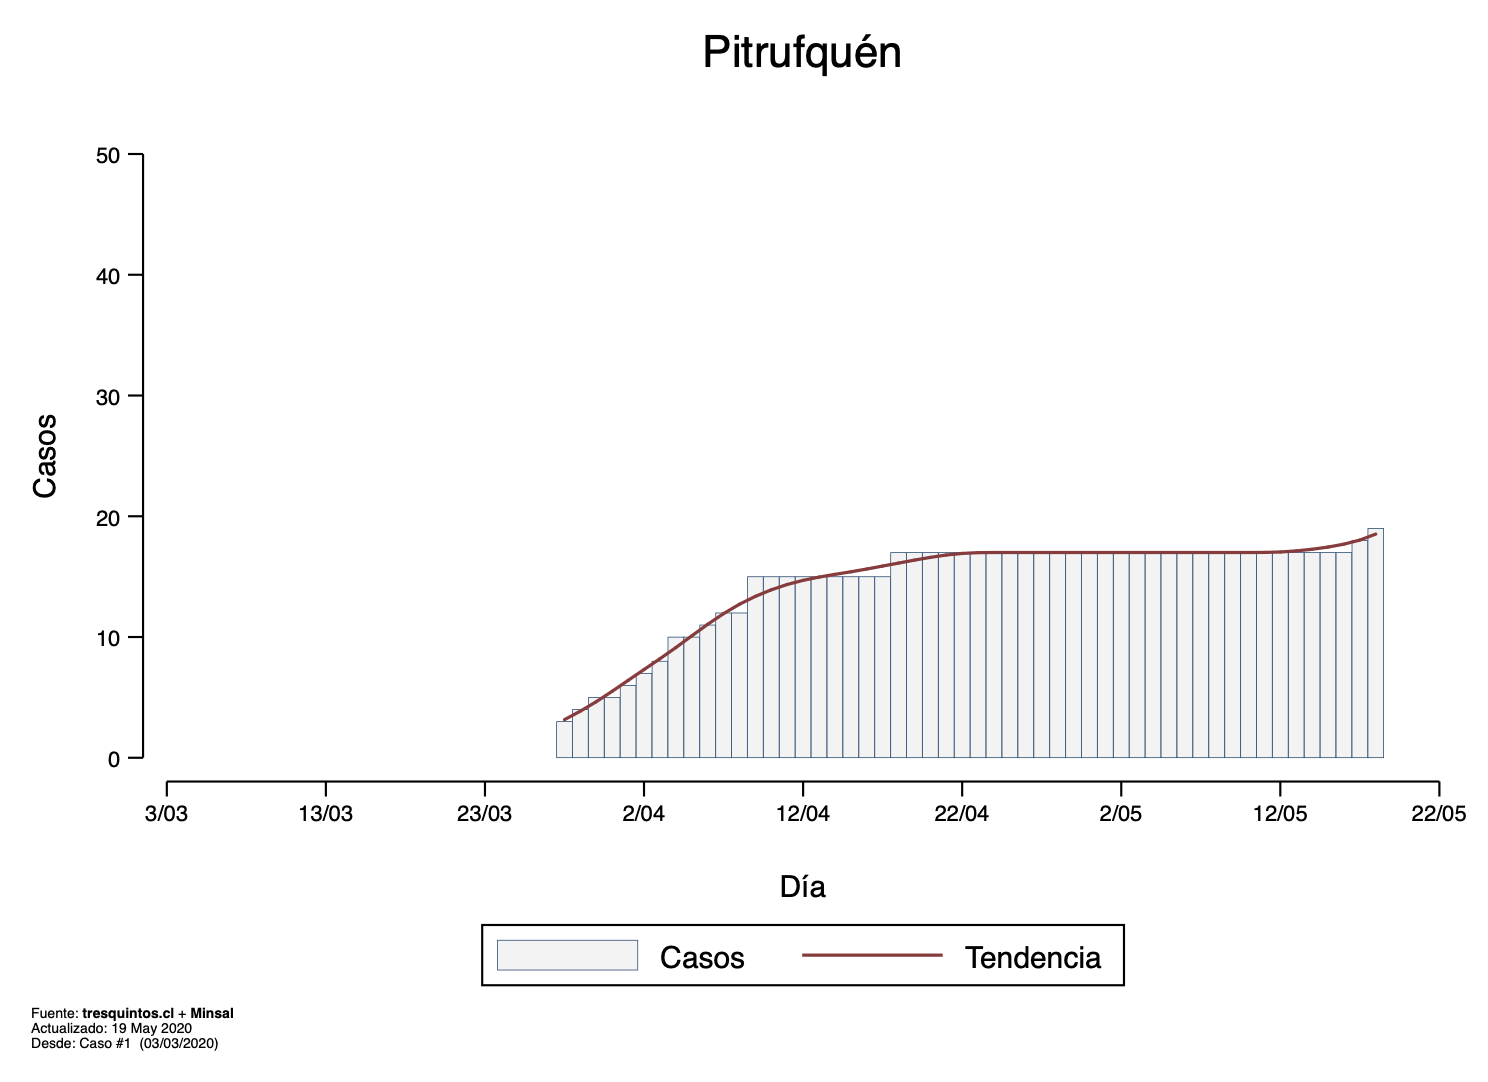 Pitrufquén
50
40
30
20
10
0
Casos
3/03 13/03 23/03 2/04 12/04 22/04 2/05 12/05 22/05
Día
Casos Tendencia
Fuente: tresquintos.cl + Minsal
Actualizado: 19 May 2020
Desde: Caso #1 (03/03/2020)